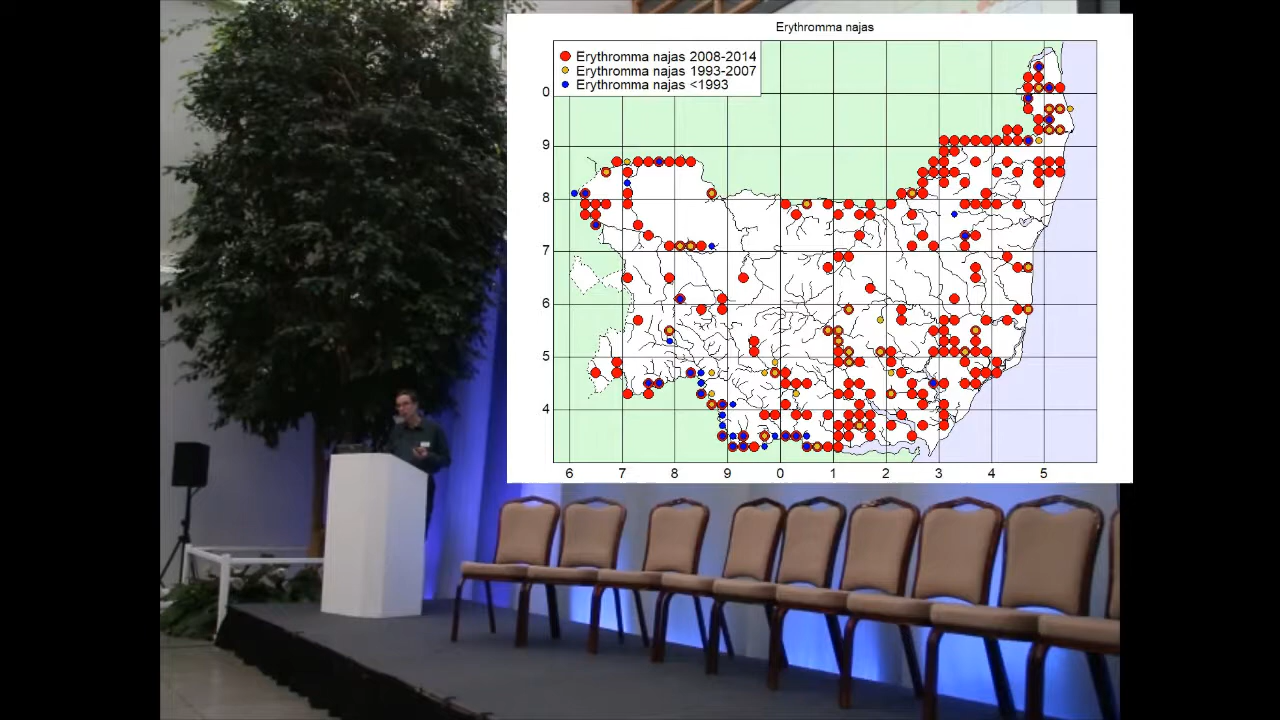 Erythromma najas
Erythromma najas 2008-2014
Erythromma najas 1993-2007
Erythromma najas <1993
0
9
8
7
6
5
4
6 7 8 9 0 1 2 3 4 5